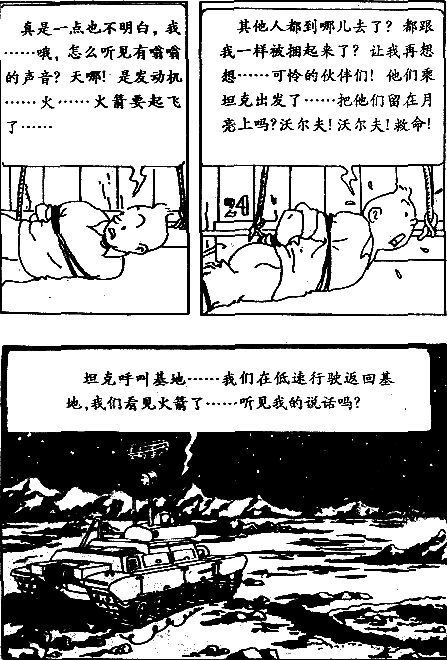 真是一点也不明白，我
……哦，怎么听见有嗡嗡
的声音？天哪！是发动机
……火……火箭要起飞
了……
其他人都到哪儿去了？都跟
我一样被捆起来了？让我再想
想……可怜的伙伴们！他们乘
坦克出发了……把他们留在月
亮上吗？沃尔夫！沃尔夫！救命！
24
坦克呼叫基地……我们在低速行驶返回基
地，我们看见火箭了……听见我的说话吗？